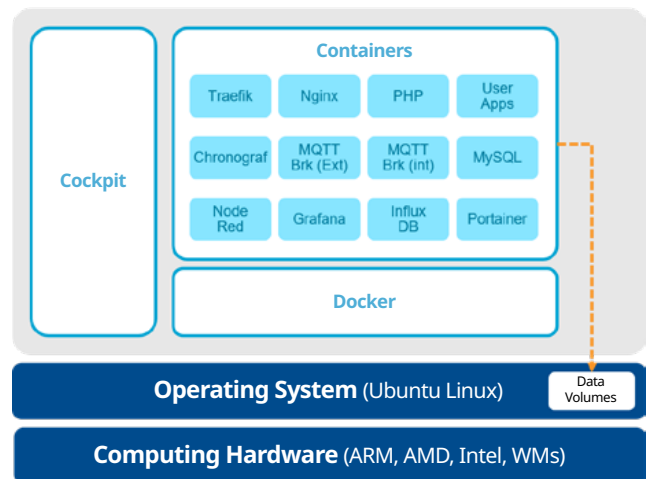 Containers
Traefik
Nginx
PHP
User
Apps
Cockpit
Chronograf
MQTT
Brk (Ext)
MQTT
Brk (int)
MySQL
Node
Red
Grafana
Influx
DB
Portainer
Docker
Operating System (Ubuntu Linux)
Data
Volumes
Computing Hardware (ARM, AMD, Intel, WMs)